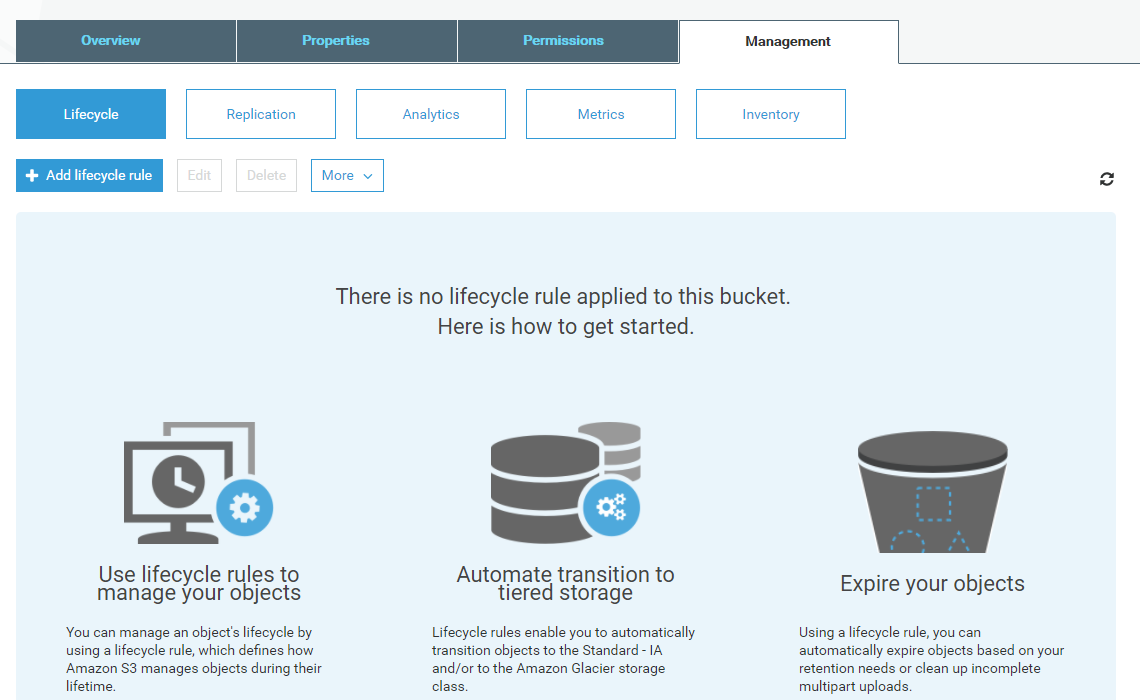 Overview Properties Permissions Management
Lifecycle Replication Analytics Metrics Inventory
Add lifecycle rule Edit Delete More
There is no lifecycle rule applied to this bucket.
Here is how to get started.
Use lifecycle rules to
manage your objects
You can manage an object's lifecycle by
using a lifecycle rule, which defines how
Amazon S3 manages objects during their
lifetime.
Automate transition to
tiered storage
Lifecycle rules enable you to automatically
transition objects to the Standard - IA
and/or to the Amazon Glacier storage
class.
Expire your objects
Using a lifecycle rule, you can
automatically expire objects based on your
retention needs or clean up incomplete
multipart uploads.